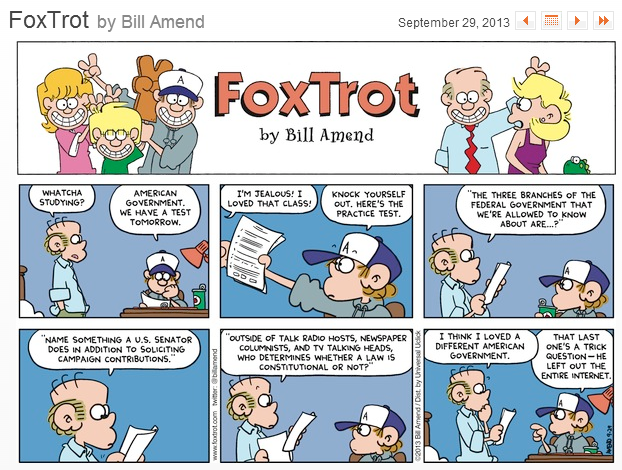 FoxTrot by Bill Amend
September 29, 2013
A
FOXTROT
by Bill Amend
WHATCHA
STUDYING?
AMERICAN
GOVERNMENT.
WE HAVE A TEST
TOMORROW.
A
I'M JEALOUS! I
LOVED THAT CLASS!
KNOCK YOURSELF
OUT. HERE'S THE
PRACTICE TEST.
A
"THE THREE BRANCHES OF THE
FEDERAL GOVERNMENT THAT
WE'RE ALLOWED TO KNOW
ABOUT ARE...?"
A
"NAME SOMETHING A U.S. SENATOR
DOES IN ADDITION TO SOLICITING
CAMPAIGN CONTRIBUTIONS."
www.foxtrot.com twitter: @billamend
"OUTSIDE OF TALK RADIO HOSTS, NEWSPAPER
COLUMNISTS, AND TV TALKING HEADS,
WHO DETERMINES WHETHER A LAW IS
CONSTITUTIONAL OR NOT?"
A
©2013 Bill Amend / Dist. by Universal Uclick
I THINK I LOVED A
DIFFERENT AMERICAN
GOVERNMENT.
THAT LAST
ONE'S A TRICK
QUESTION—HE
LEFT OUT THE
ENTIRE INTERNET.
A